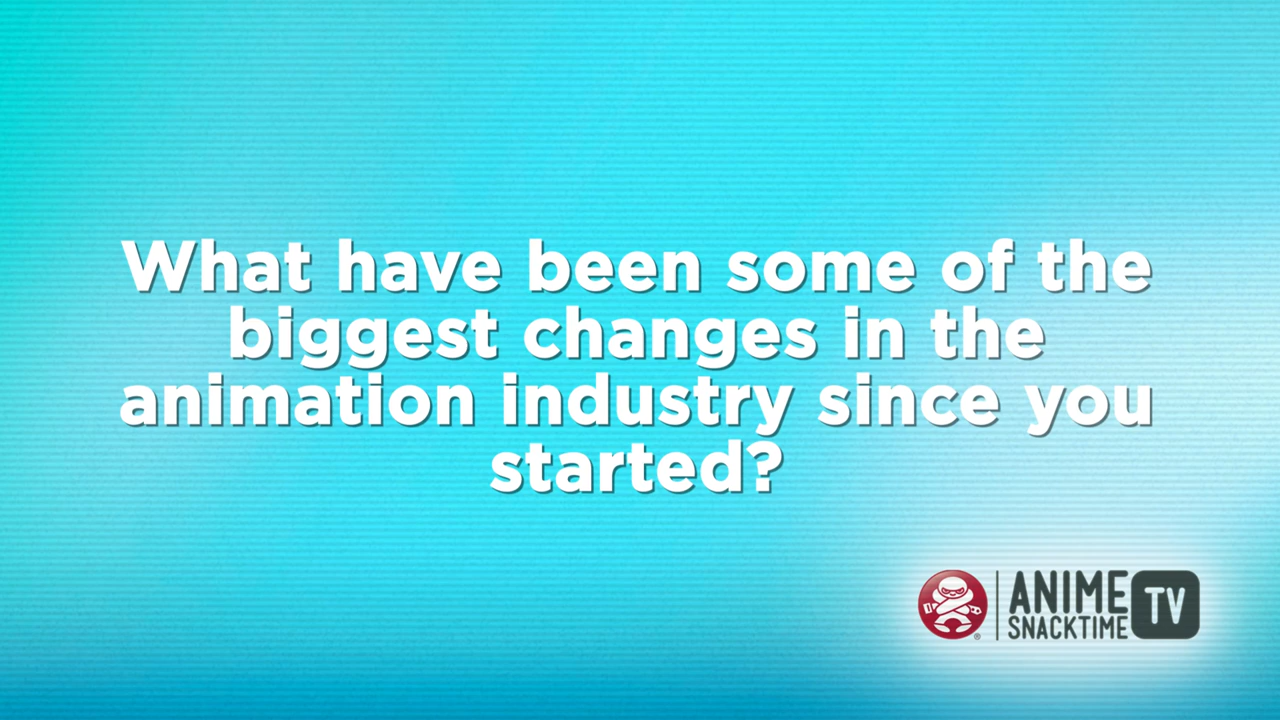 What have been some of the
biggest changes in the
animation industry since you
started?
ANIME
SNACKTIME
TV
®